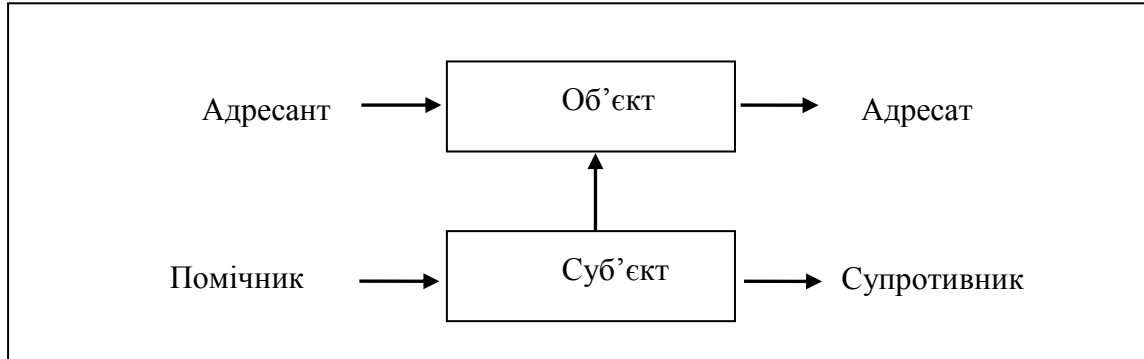 Адресант Об’єкт Адресат
Помічник Суб’єкт Супротивник